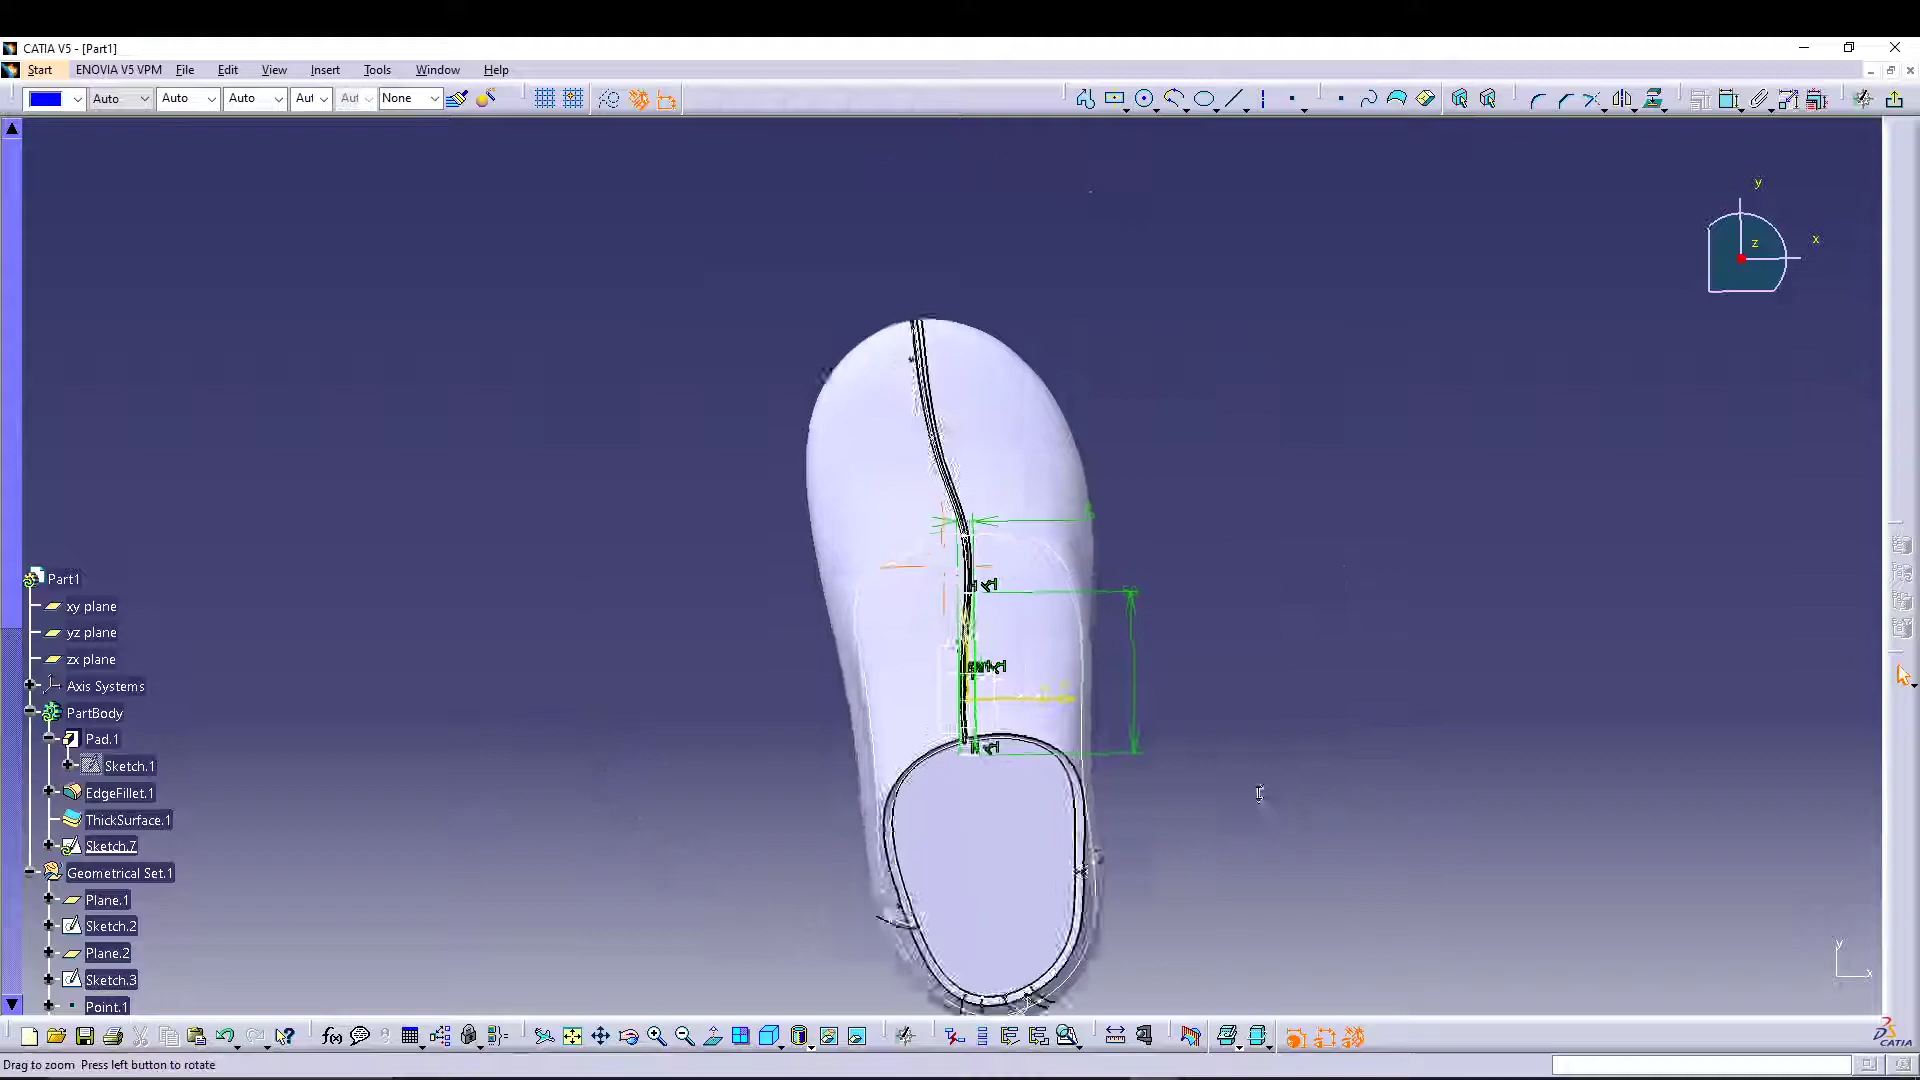 CATIA V5 - [Part1]
Start ENOVIA V5 VPM File Edit View Insert Tools Window Help
Auto Auto Auto Aut Aut None
y
x
z
Part1
xy plane
yz plane
zx plane
Axis Systems
PartBody
Pad.1
Sketch.1
EdgeFillet.1
ThickSurface.1
Sketch.7
Geometrical Set.1
Plane.1
Sketch.2
Plane.2
Sketch.3
Point.1
y
x
f(x)
CATIA
Drag to zoom Press left button to rotate